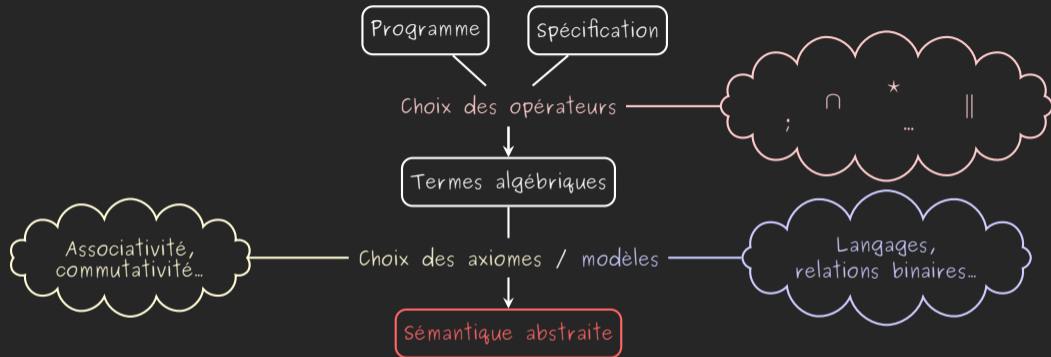 Programme
Spécification
Choix des opérateurs
; ∩ * … ||
Termes algébriques
Associativité,
commutativité…
Choix des axiomes / modèles
Langages,
relations binaires…
Sémantique abstraite